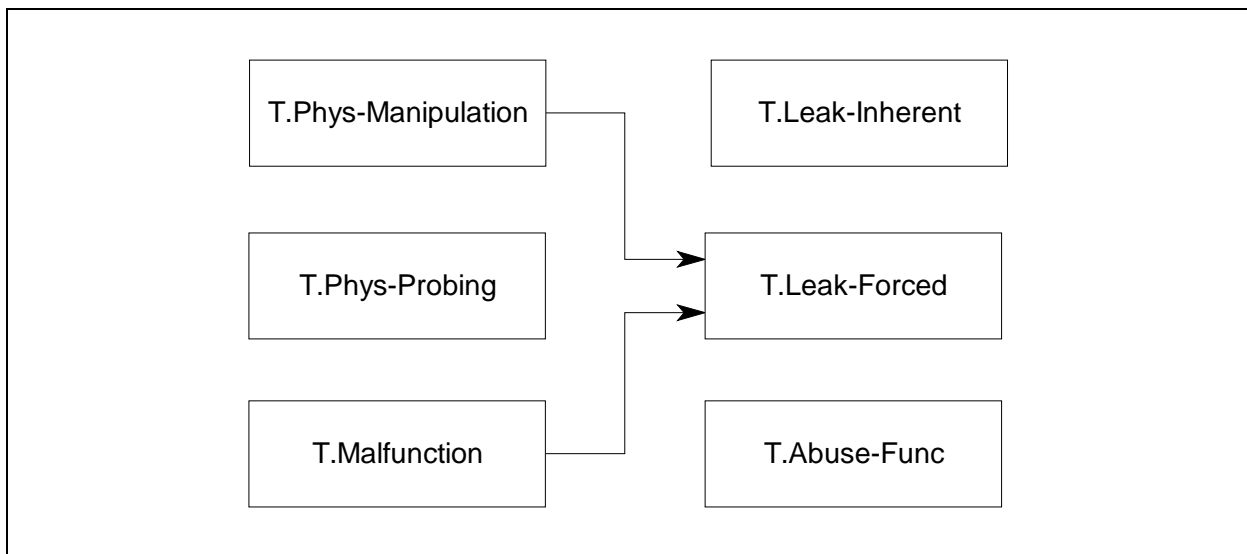 T.Phys-Manipulation
T.Leak-Inherent
T.Phys-Probing
T.Leak-Forced
T.Malfunction
T.Abuse-Func